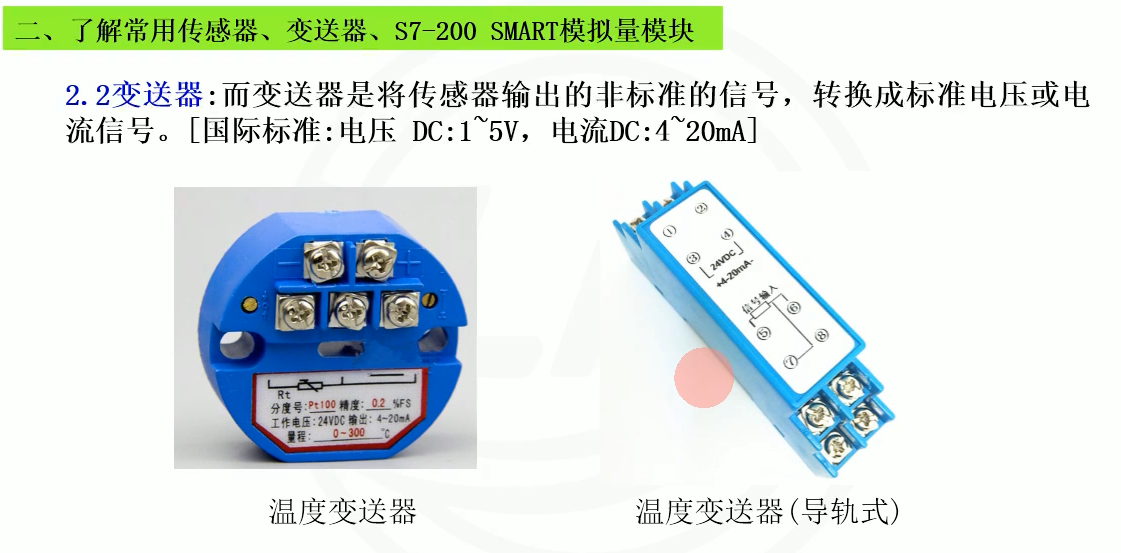 二、了解常用传感器、变送器、S7-200 SMART模拟量模块
2.2变送器:而变送器是将传感器输出的非标准的信号，转换成标准电压或电
流信号。[国际标准:电压 DC:1~5V，电流DC:4~20mA]
Rt
分度号:Pt100 精度: 0.2 %FS
工作电压:24VDC 输出: 4~20mA
量程: 0~300 ℃
① ②
③ ④
24VDC
+4-20mA-
信号输入
⑤ ⑥
⑦ ⑧
温度变送器
温度变送器(导轨式)